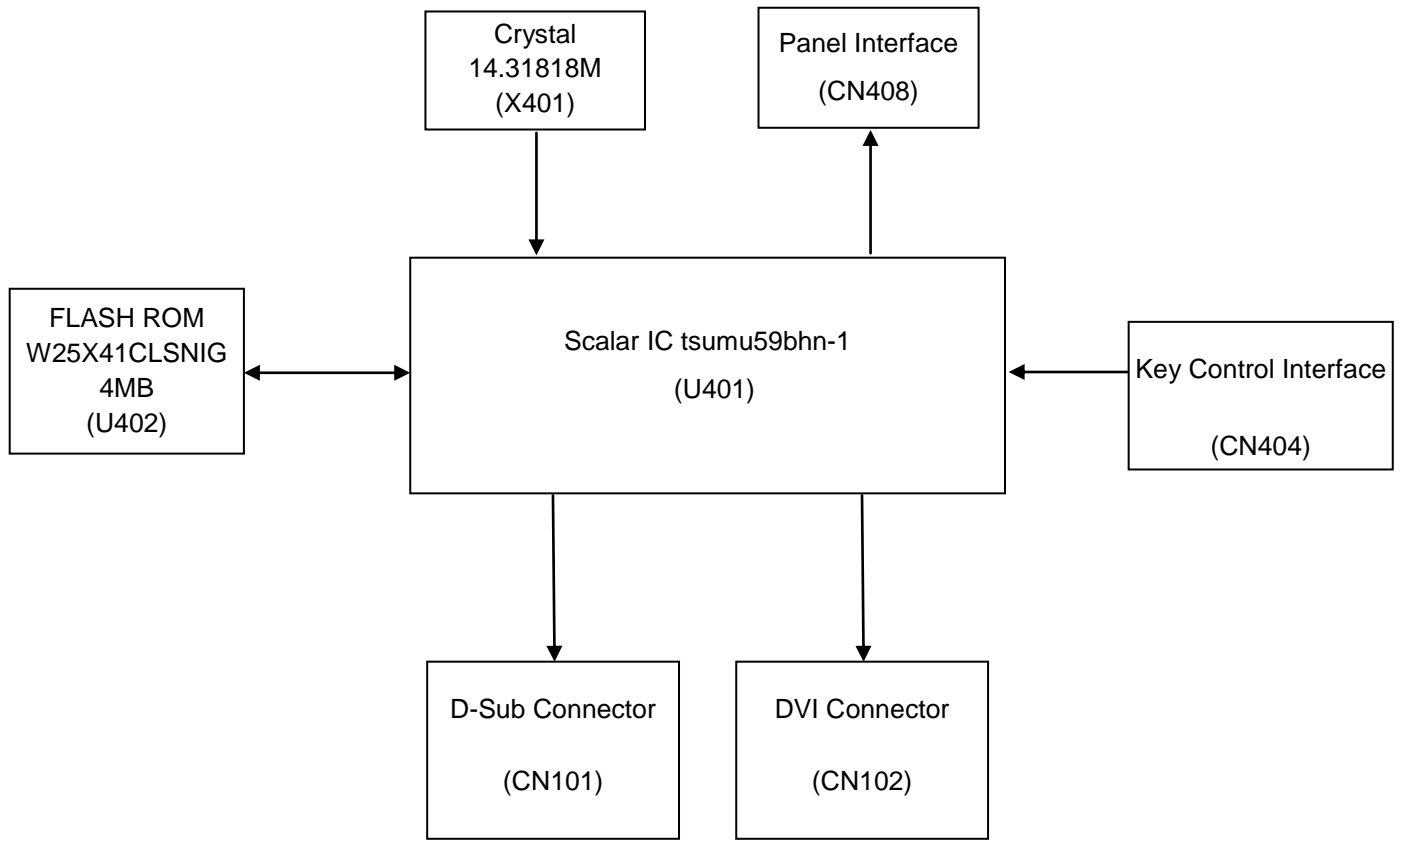 Crystal
14.31818M
(X401)
Panel Interface
(CN408)
FLASH ROM
W25X41CLSNIG
4MB
(U402)
Scalar IC tsumu59bhn-1
(U401)
Key Control Interface
(CN404)
D-Sub Connector
(CN101)
DVI Connector
(CN102)